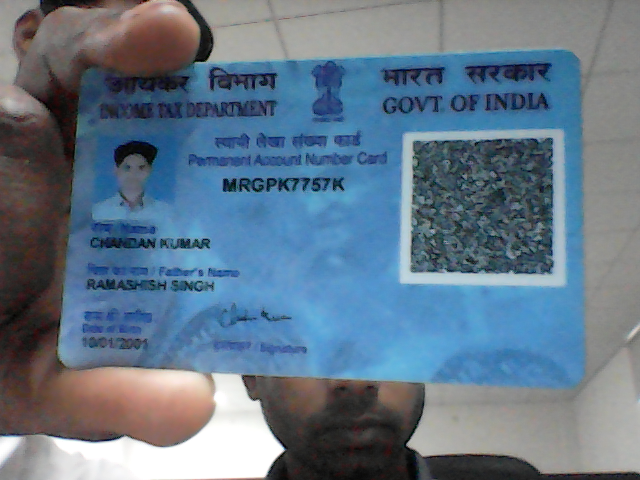 आयकर विभाग
INCOME TAX DEPARTMENT
भारत सरकार
GOVT. OF INDIA
स्थायी लेखा संख्या कार्ड
Permanent Account Number Card
MRGPK7757K
नाम / Name
CHANDAN KUMAR
पिता का नाम / Father's Name
RAMASHISH SINGH
जन्म की तारीख
Date of Birth
10/01/2001
हस्ताक्षर / Signature